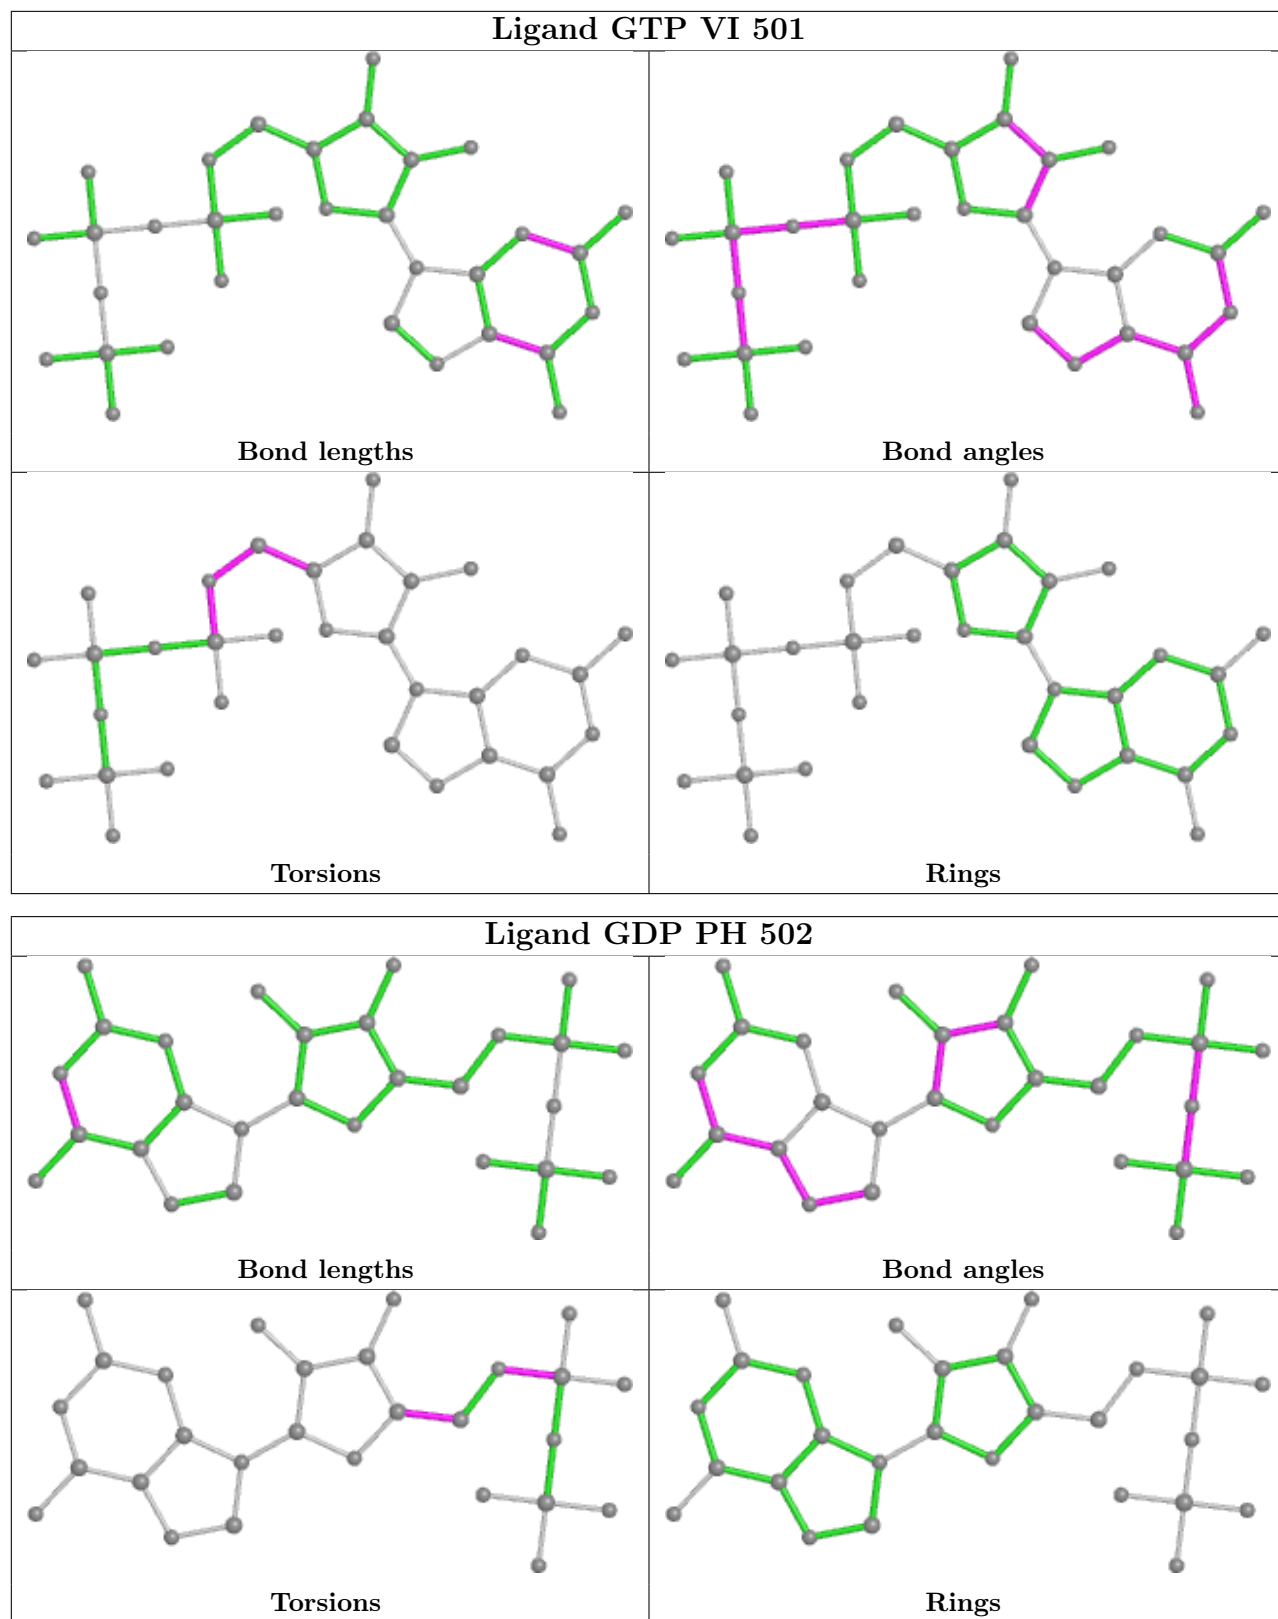 Ligand GTP VI 501
Bond lengths
Bond angles
Torsions
Rings
Ligand GDP PH 502
Bond lengths
Bond angles
Torsions
Rings